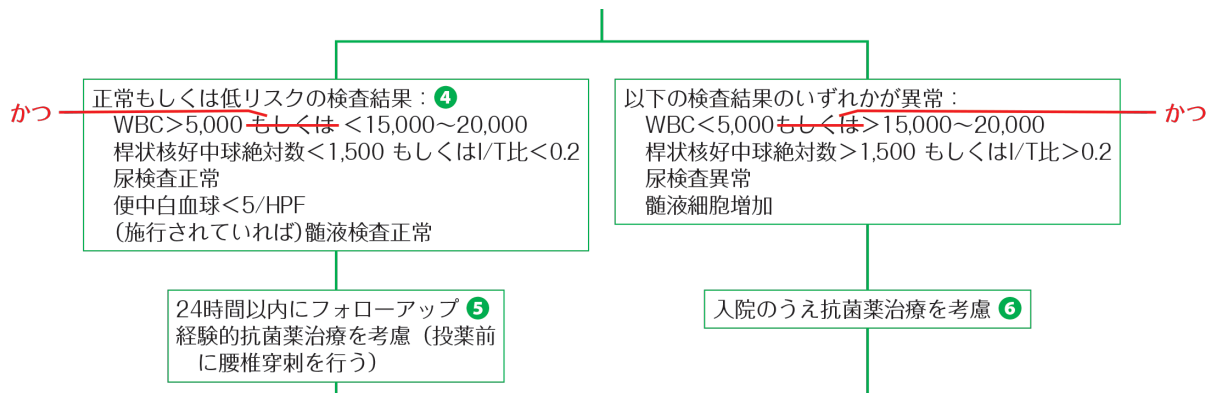 かつ
正常もしくは低リスクの検査結果：❹
WBC＞5,000 もしくは ＜15,000～20,000
桿状核好中球絶対数＜1,500 もしくはI/T比＜0.2
尿検査正常
便中白血球＜5/HPF
（施行されていれば）髄液検査正常
24時間以内にフォローアップ ❺
経験的抗菌薬治療を考慮（投薬前
に腰椎穿刺を行う）
以下の検査結果のいずれかが異常：
WBC＜5,000もしくは＞15,000～20,000
かつ
桿状核好中球絶対数＞1,500 もしくはI/T比＞0.2
尿検査異常
髄液細胞増加
入院のうえ抗菌薬治療を考慮 ❻